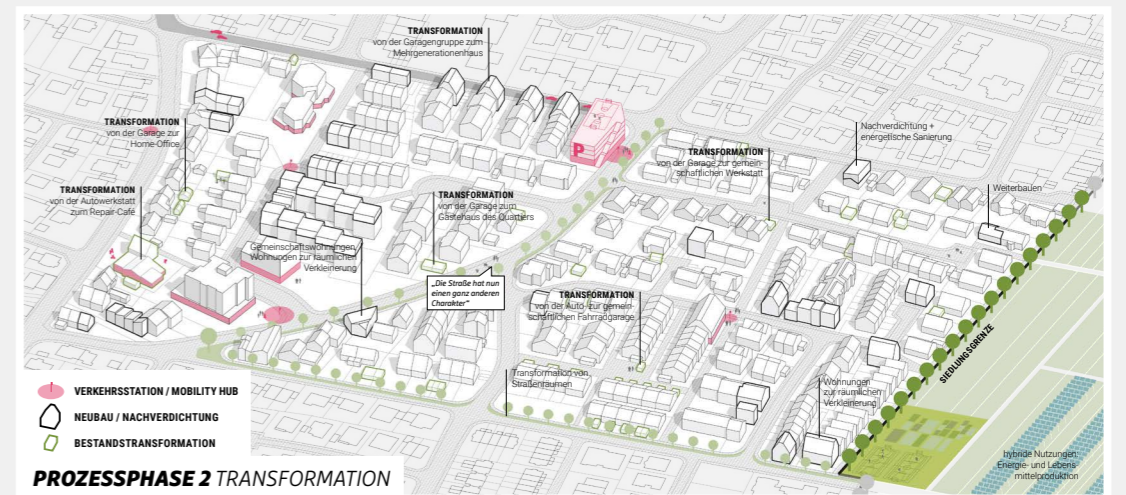 TRANSFORMATION
von der Garagengruppe zum
Mehrgenerationenhaus
TRANSFORMATION
von der Garage zur
Home-Office
TRANSFORMATION
von der Autowerkstatt
zum Repair-Café
P
TRANSFORMATION
von der Garage zur gemein-
schaftlichen Werkstatt
Nachverdichtung +
energetische Sanierung
Weiterbauen
TRANSFORMATION
von der Garage zum
Gästehaus des Quartiers
Gemeinschaftswohnungen
Wohnungen zur räumlichen
Verkleinerung
„Die Straße hat nun
einen ganz anderen
Charakter“
TRANSFORMATION
von der Auto- zur gemein-
schaftlichen Fahrradgarage
Transformation von
Straßenräumen
Wohnungen
zur räumlichen
Verkleinerung
SIEDLUNGSGRENZE
hybride Nutzungen:
Energie- und Lebens-
mittelproduktion
VERKEHRSSTATION / MOBILITY HUB
NEUBAU / NACHVERDICHTUNG
BESTANDSTRANSFORMATION
PROZESSPHASE 2 TRANSFORMATION